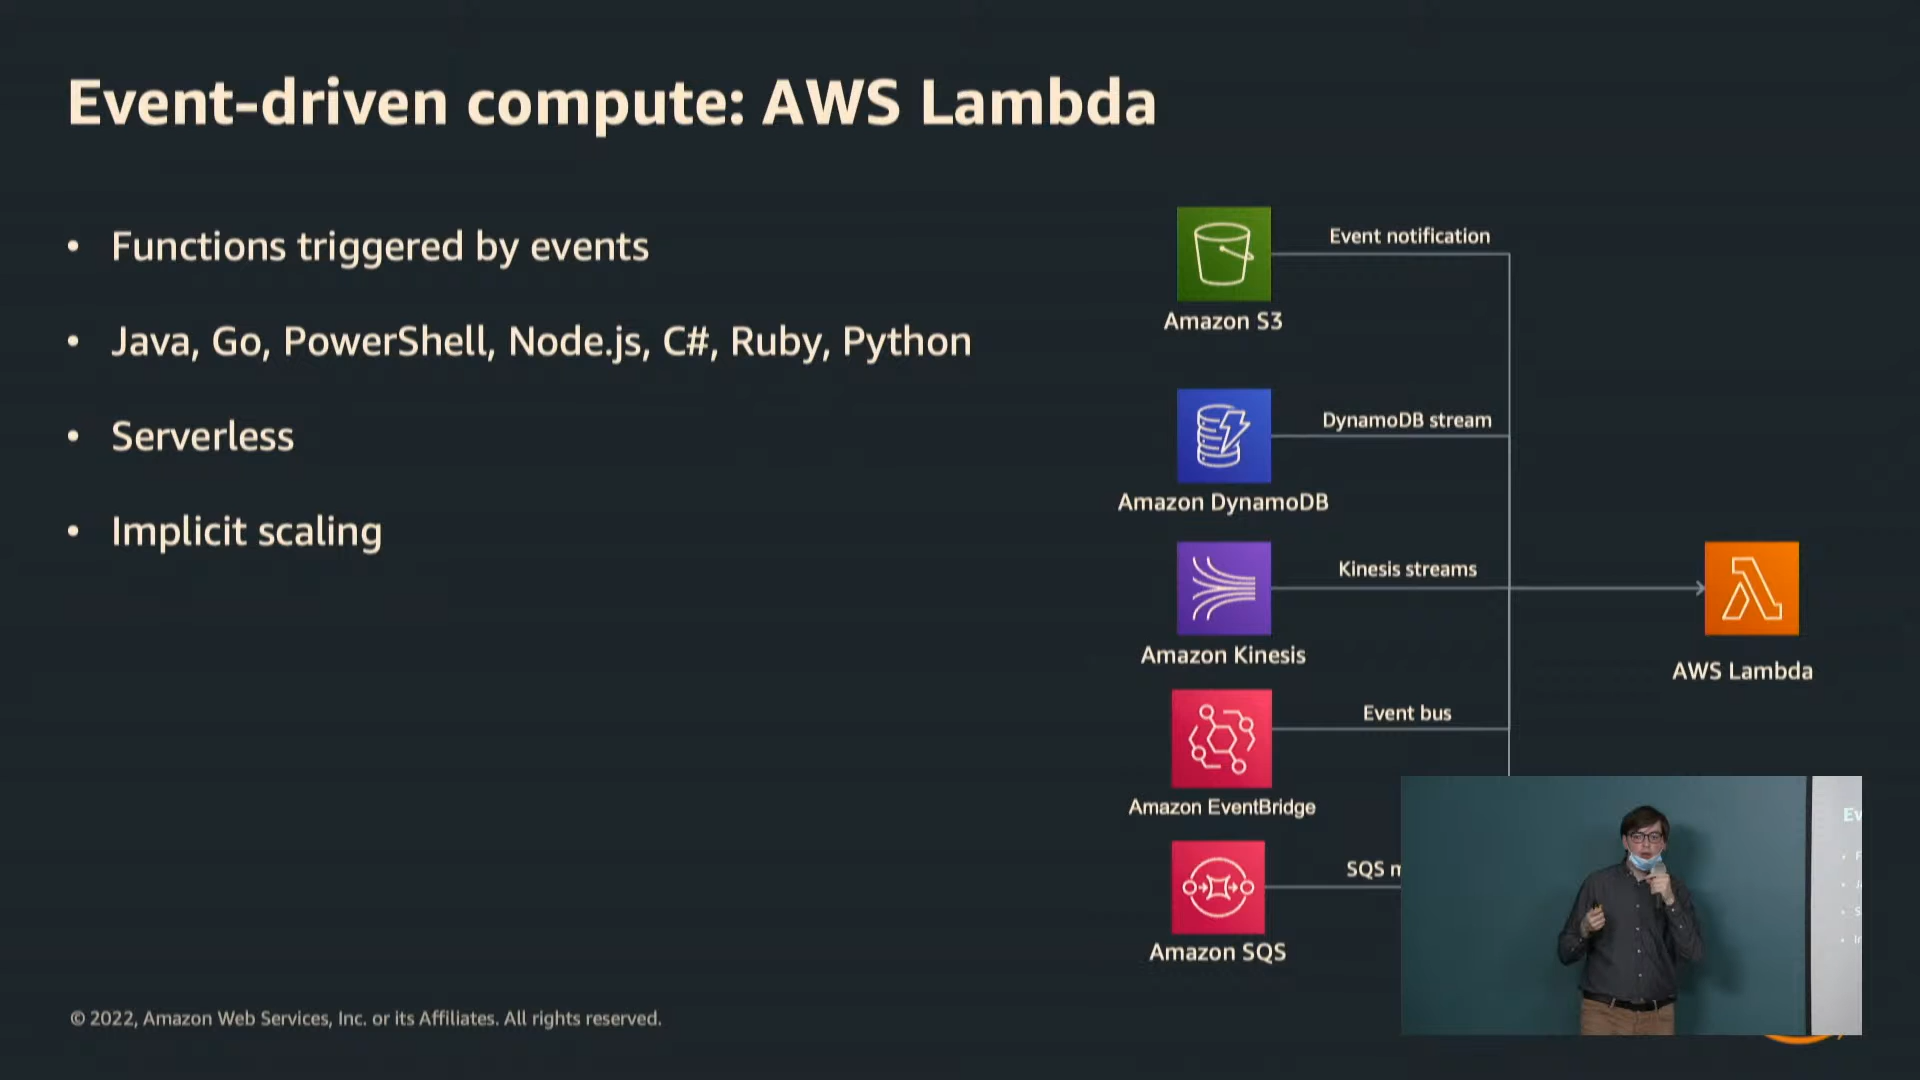 Event-driven compute: AWS Lambda
• Functions triggered by events
• Java, Go, PowerShell, Node.js, C#, Ruby, Python
• Serverless
• Implicit scaling
Event notification
Amazon S3
DynamoDB stream
Amazon DynamoDB
Kinesis streams
Amazon Kinesis
AWS Lambda
Event bus
Amazon EventBridge
SQS
Amazon SQS
© 2022, Amazon Web Services, Inc. or its Affiliates. All rights reserved.